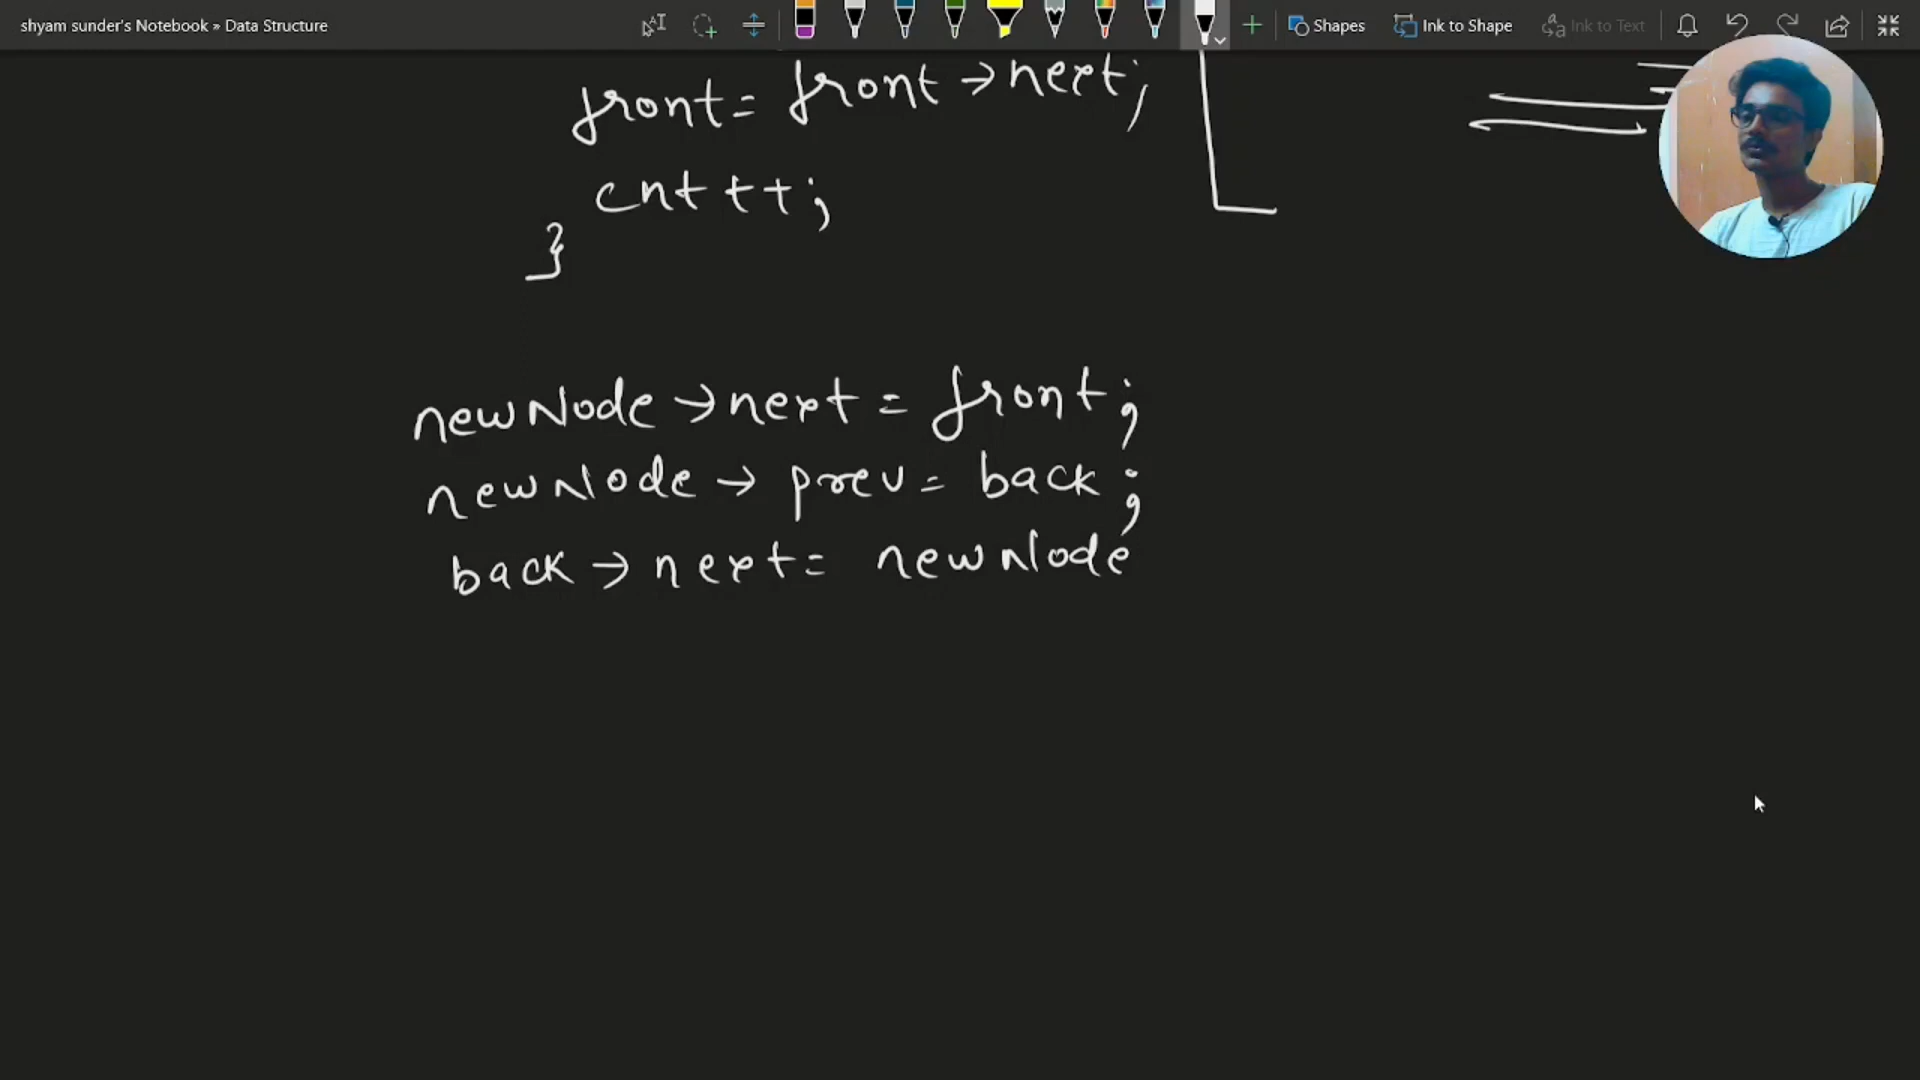 shyam sunder's Notebook » Data Structure
Shapes
Ink to Shape
Ink to Text
front = front → next;
cnt ++;
}
newNode → next = front;
newNode → prev = back;
back → next = newNode